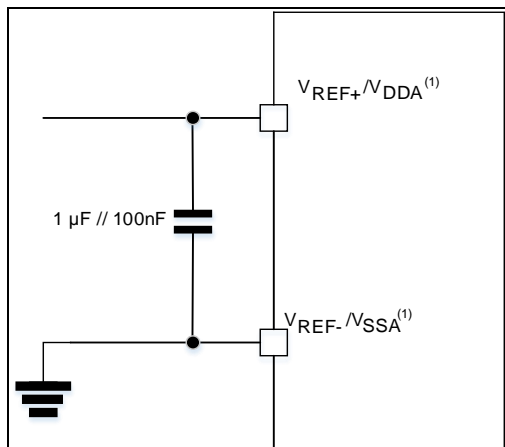 VREF+/VDDA(1)
1 µF // 100nF
VREF-/VSSA(1)